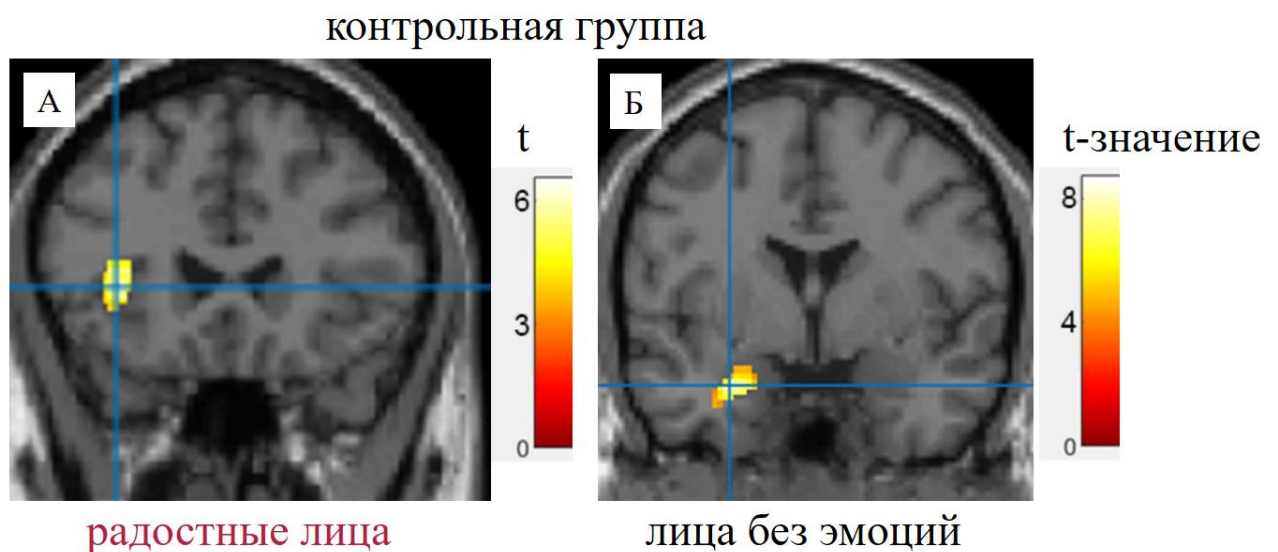 контрольная группа
А
t
6
3
0
радостные лица
Б
t-значение
8
4
0
лица без эмоций